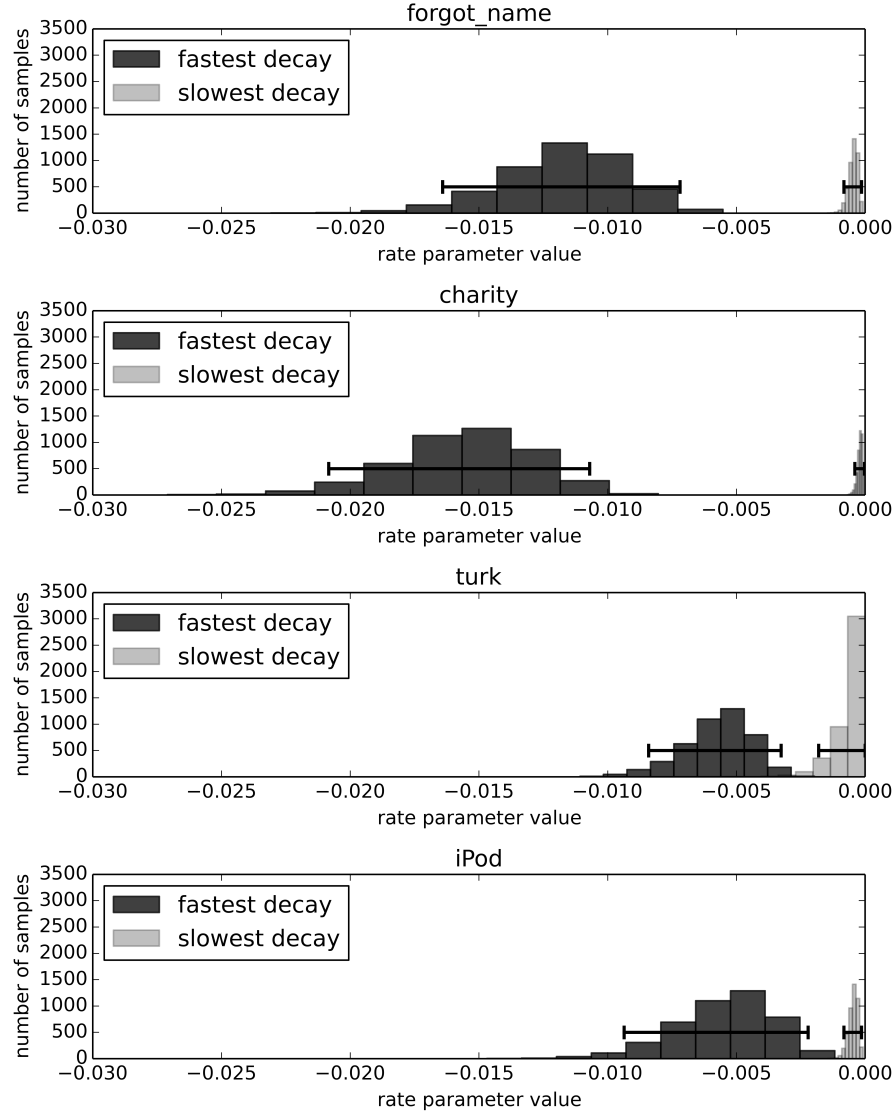 forgot_name
3500
3000
2500
2000
1500
1000
500
0
number of samples
fastest decay
slowest decay
−0.030 −0.025 −0.020 −0.015 −0.010 −0.005 0.000
rate parameter value
charity
3500
3000
2500
2000
1500
1000
500
0
number of samples
fastest decay
slowest decay
−0.030 −0.025 −0.020 −0.015 −0.010 −0.005 0.000
rate parameter value
turk
3500
3000
2500
2000
1500
1000
500
0
number of samples
fastest decay
slowest decay
−0.030 −0.025 −0.020 −0.015 −0.010 −0.005 0.000
rate parameter value
iPod
3500
3000
2500
2000
1500
1000
500
0
number of samples
fastest decay
slowest decay
−0.030 −0.025 −0.020 −0.015 −0.010 −0.005 0.000
rate parameter value